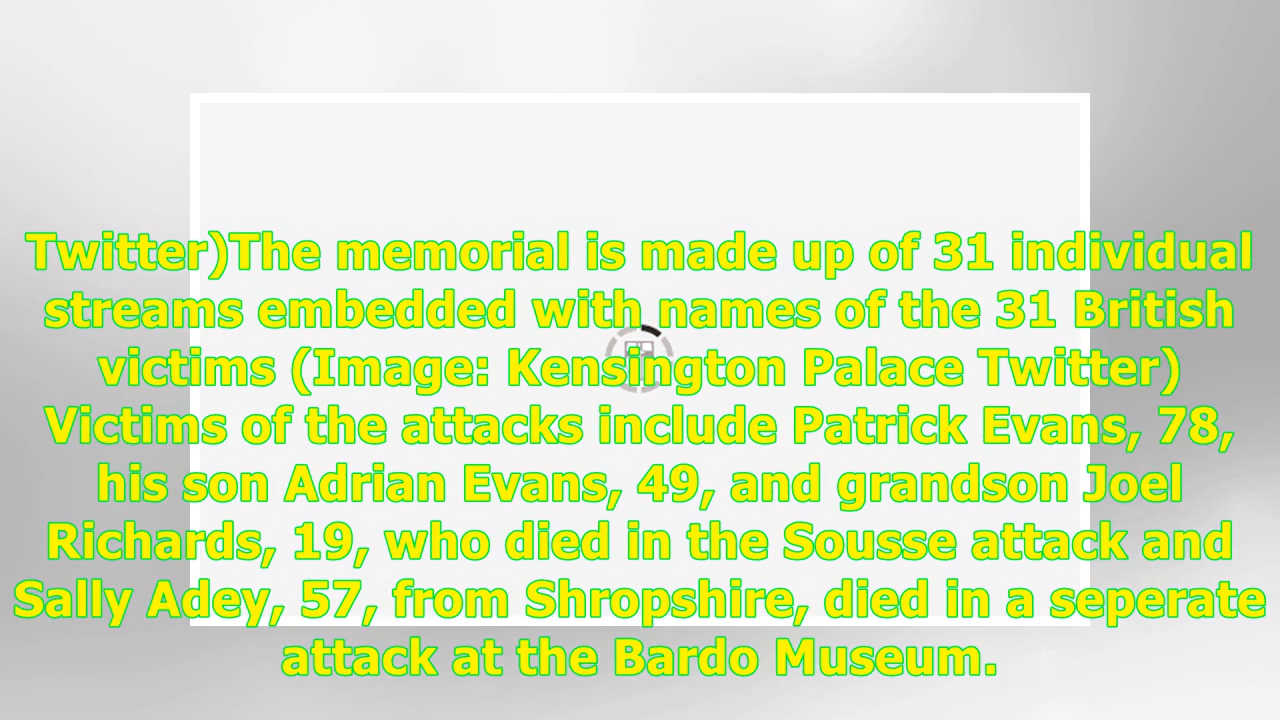 Twitter)The memorial is made up of 31 individual
streams embedded with names of the 31 British
victims (Image: Kensington Palace Twitter)
Victims of the attacks include Patrick Evans, 78,
his son Adrian Evans, 49, and grandson Joel
Richards, 19, who died in the Sousse attack and
Sally Adey, 57, from Shropshire, died in a seperate
attack at the Bardo Museum.